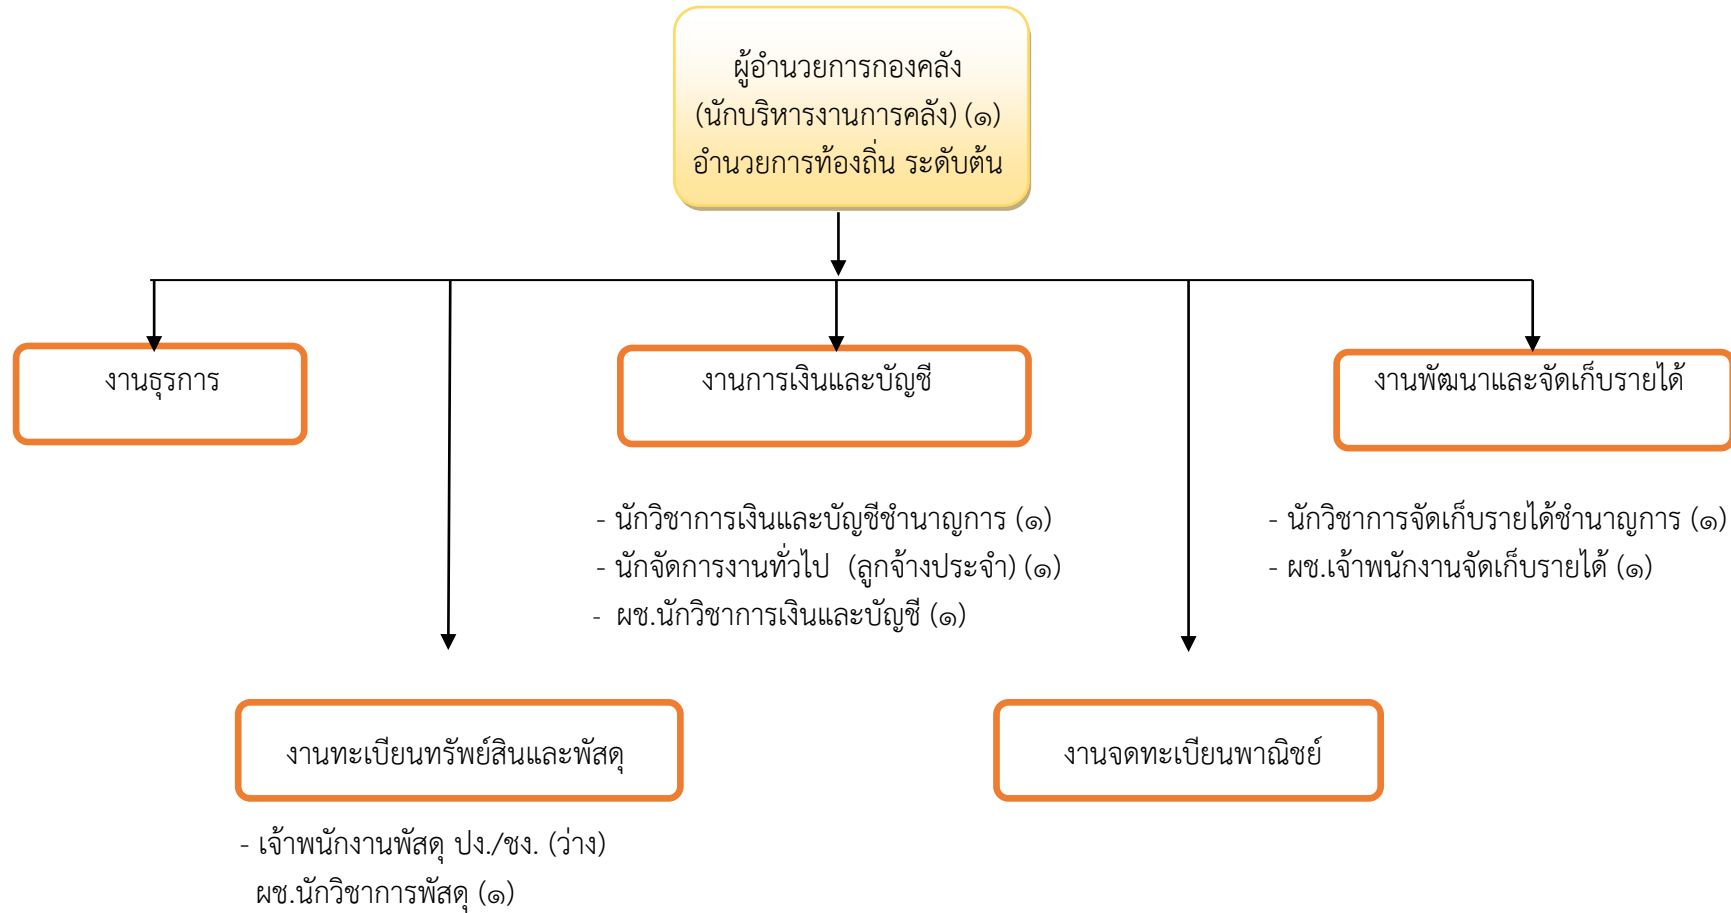 ผู้อำนวยการกองคลัง
(นักบริหารงานการคลัง) (๑)
อำนวยการท้องถิ่น ระดับต้น
งานธุรการ
งานการเงินและบัญชี
งานพัฒนาและจัดเก็บรายได้
- นักวิชาการเงินและบัญชีชำนาญการ (๑)
- นักจัดการงานทั่วไป (ลูกจ้างประจำ) (๑)
- ผช.นักวิชาการเงินและบัญชี (๑)
- นักวิชาการจัดเก็บรายได้ชำนาญการ (๑)
- ผช.เจ้าพนักงานจัดเก็บรายได้ (๑)
งานทะเบียนทรัพย์สินและพัสดุ
งานจดทะเบียนพาณิชย์
- เจ้าพนักงานพัสดุ ปง./ชง. (ว่าง)
ผช.นักวิชาการพัสดุ (๑)